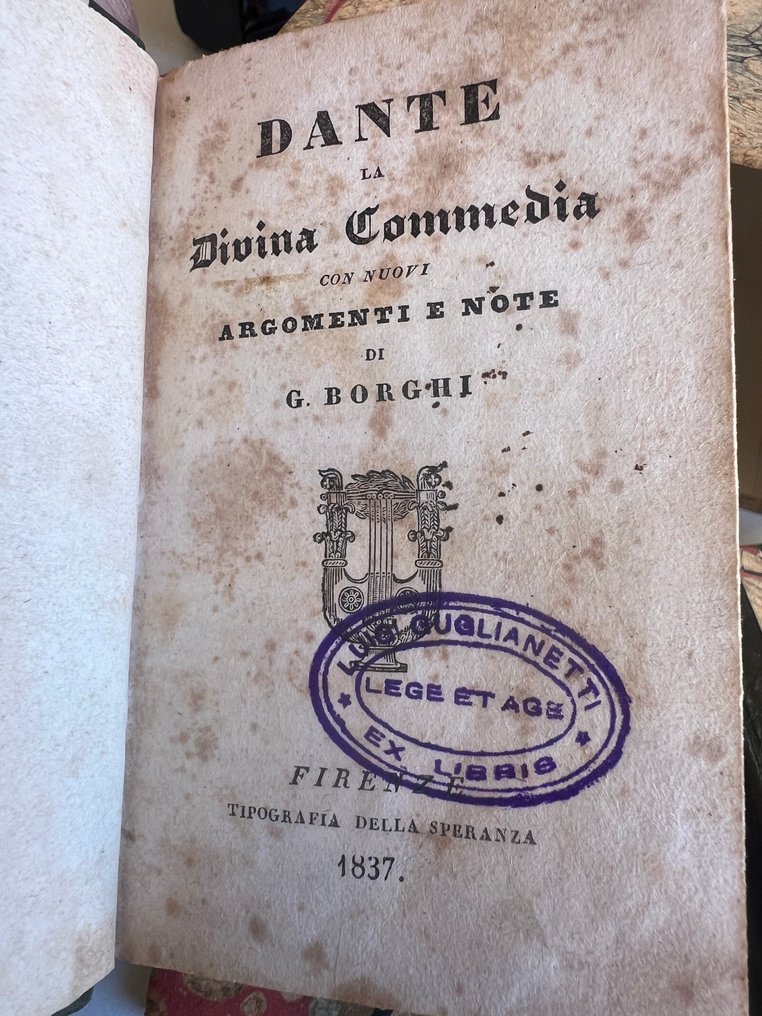 DANTE
LA
Divina Commedia
CON NUOVI
ARGOMENTI E NOTE
DI
G. BORGHI
LUIGI GUGLIANETTI
LEGE ET AGE
EX LIBRIS
FIRENZE
TIPOGRAFIA DELLA SPERANZA
1837.